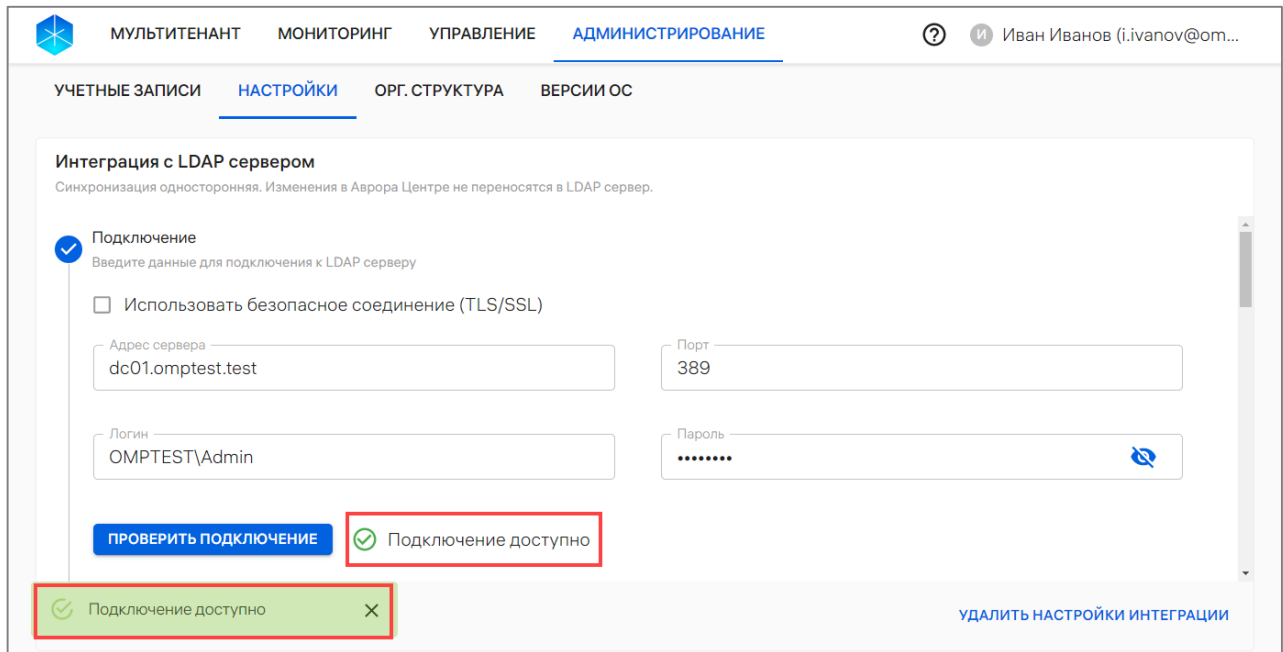 МУЛЬТИТЕНАНТ МОНИТОРИНГ УПРАВЛЕНИЕ АДМИНИСТРИРОВАНИЕ И Иван Иванов (i.ivanov@om...
УЧЕТНЫЕ ЗАПИСИ НАСТРОЙКИ ОРГ. СТРУКТУРА ВЕРСИИ ОС
Интеграция с LDAP сервером
Синхронизация односторонняя. Изменения в Аврора Центре не переносятся в LDAP сервер.
Подключение
Введите данные для подключения к LDAP серверу
Использовать безопасное соединение (TLS/SSL)
Адрес сервера Порт
dc01.omptest.test 389
Логин Пароль
OMPTEST\Admin ••••••••
ПРОВЕРИТЬ ПОДКЛЮЧЕНИЕ Подключение доступно
Подключение доступно
УДАЛИТЬ НАСТРОЙКИ ИНТЕГРАЦИИ